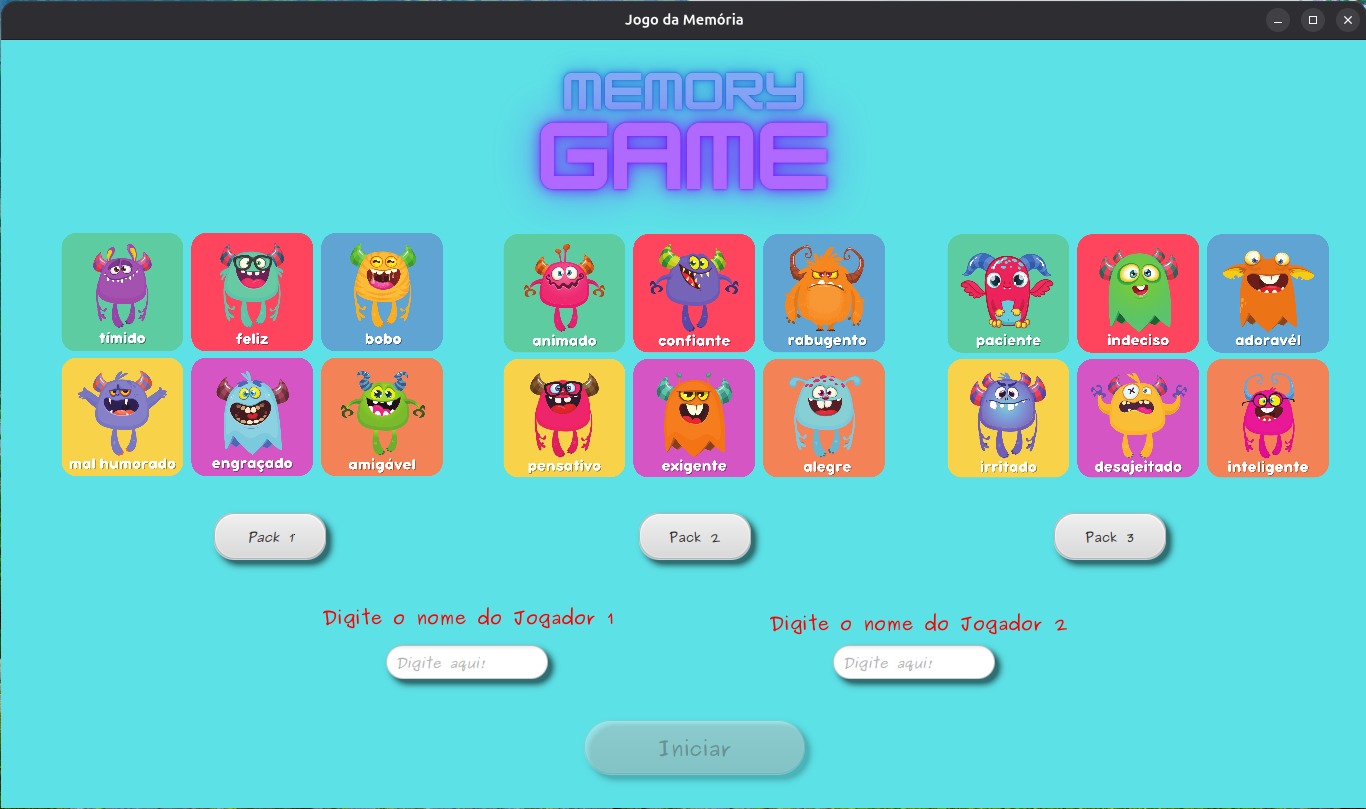 Jogo da Memória
MEMORY
GAME
tímido
feliz
bobo
animado
confiante
rabugento
paciente
indeciso
adoravél
mal humorado
engraçado
amigável
pensativo
exigente
alegre
irritado
desajeitado
inteligente
Pack 1
Pack 2
Pack 3
Digite o nome do Jogador 1
Digite o nome do Jogador 2
Digite aqui!
Digite aqui!
Iniciar